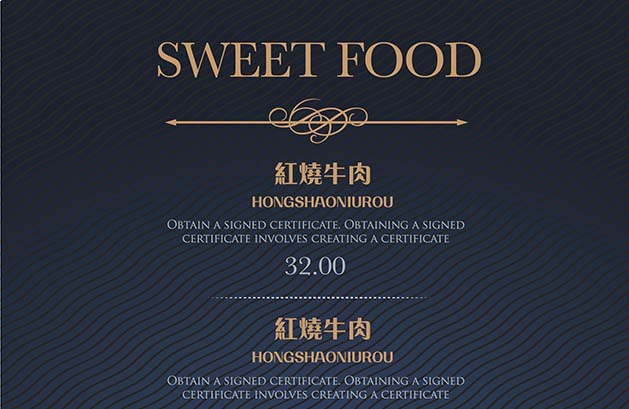 SWEET FOOD
紅燒牛肉
HONGSHAONIUROU
OBTAIN A SIGNED CERTIFICATE. OBTAINING A SIGNED
CERTIFICATE INVOLVES CREATING A CERTIFICATE
32.00
紅燒牛肉
HONGSHAONIUROU
OBTAIN A SIGNED CERTIFICATE. OBTAINING A SIGNED
CERTIFICATE INVOLVES CREATING A CERTIFICATE